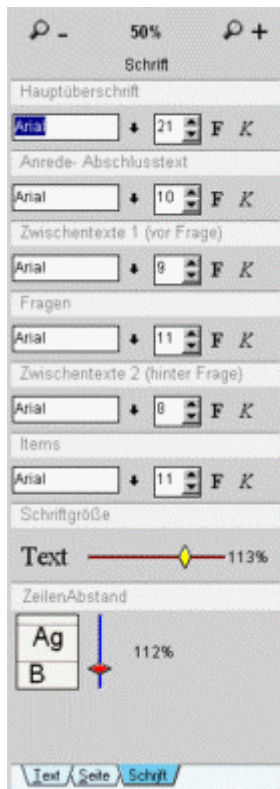 - 50% +
Schrift
Hauptüberschrift
Arial 21 F K
Anrede- Abschlusstext
Arial 10 F K
Zwischentexte 1 (vor Frage)
Arial 9 F K
Fragen
Arial 11 F K
Zwischentexte 2 (hinter Frage)
Arial 8 F K
Items
Arial 11 F K
Schriftgröße
Text 113%
ZeilenAbstand
Ag
B 112%
Text Seite Schrift